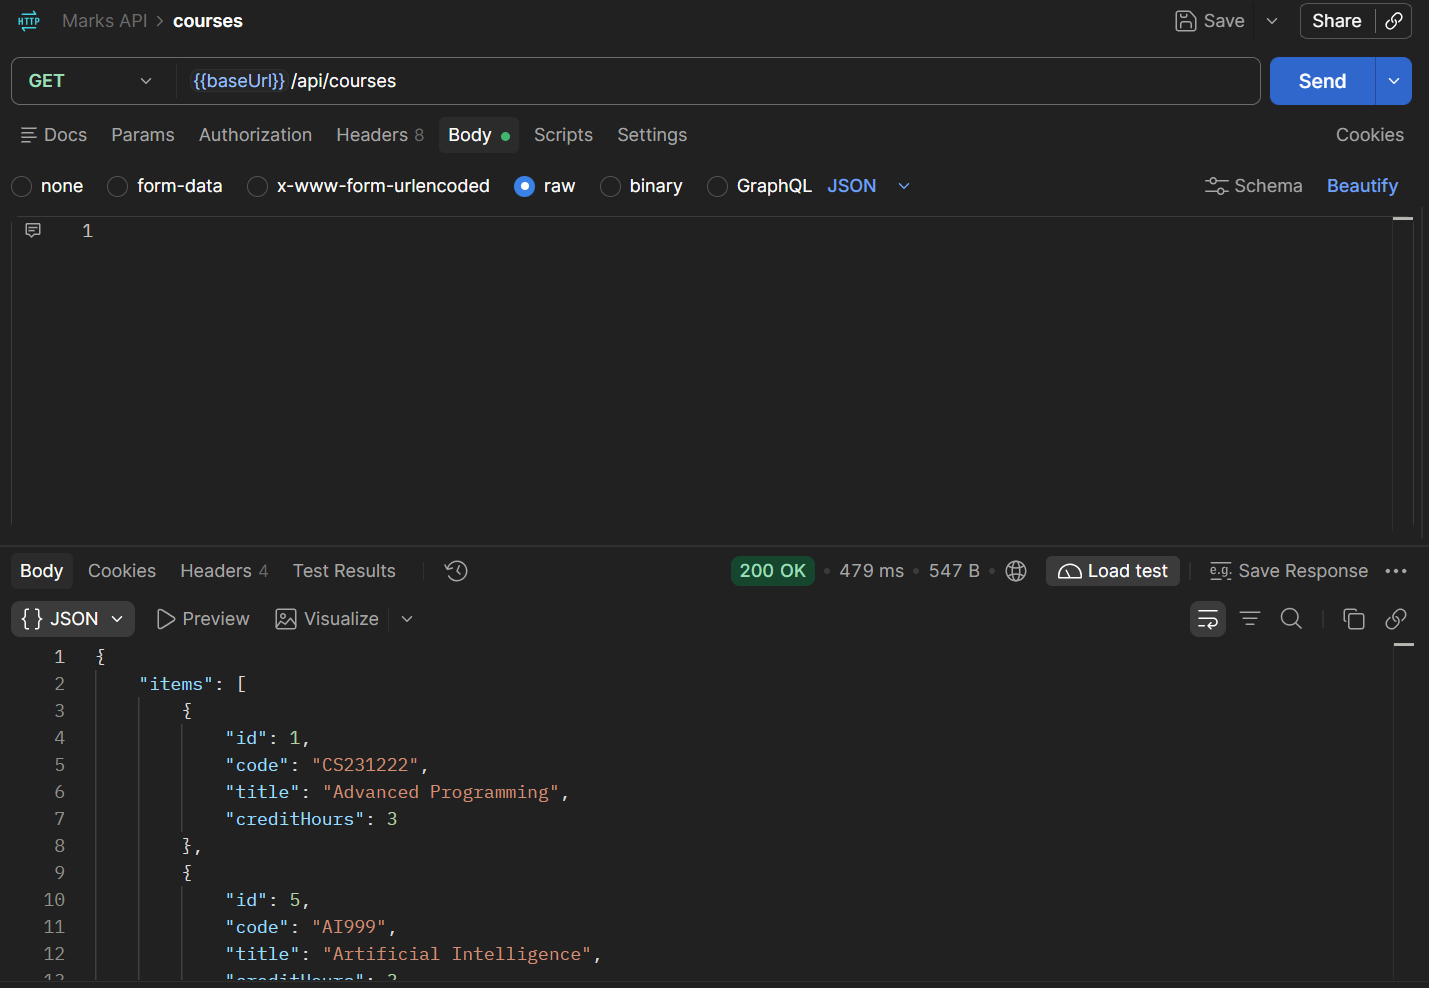 HTTP Marks API > courses Save Share
GET {{baseUrl}} /api/courses Send
Docs Params Authorization Headers 8 Body Scripts Settings Cookies
none form-data x-www-form-urlencoded raw binary GraphQL JSON Schema Beautify
1
Body Cookies Headers 4 Test Results 200 OK 479 ms 547 B Load test e.g. Save Response
{} JSON Preview Visualize
1 {
2 "items": [
3 {
4 "id": 1,
5 "code": "CS231222",
6 "title": "Advanced Programming",
7 "creditHours": 3
8 },
9 {
10 "id": 5,
11 "code": "AI999",
12 "title": "Artificial Intelligence",
13 "creditHours":